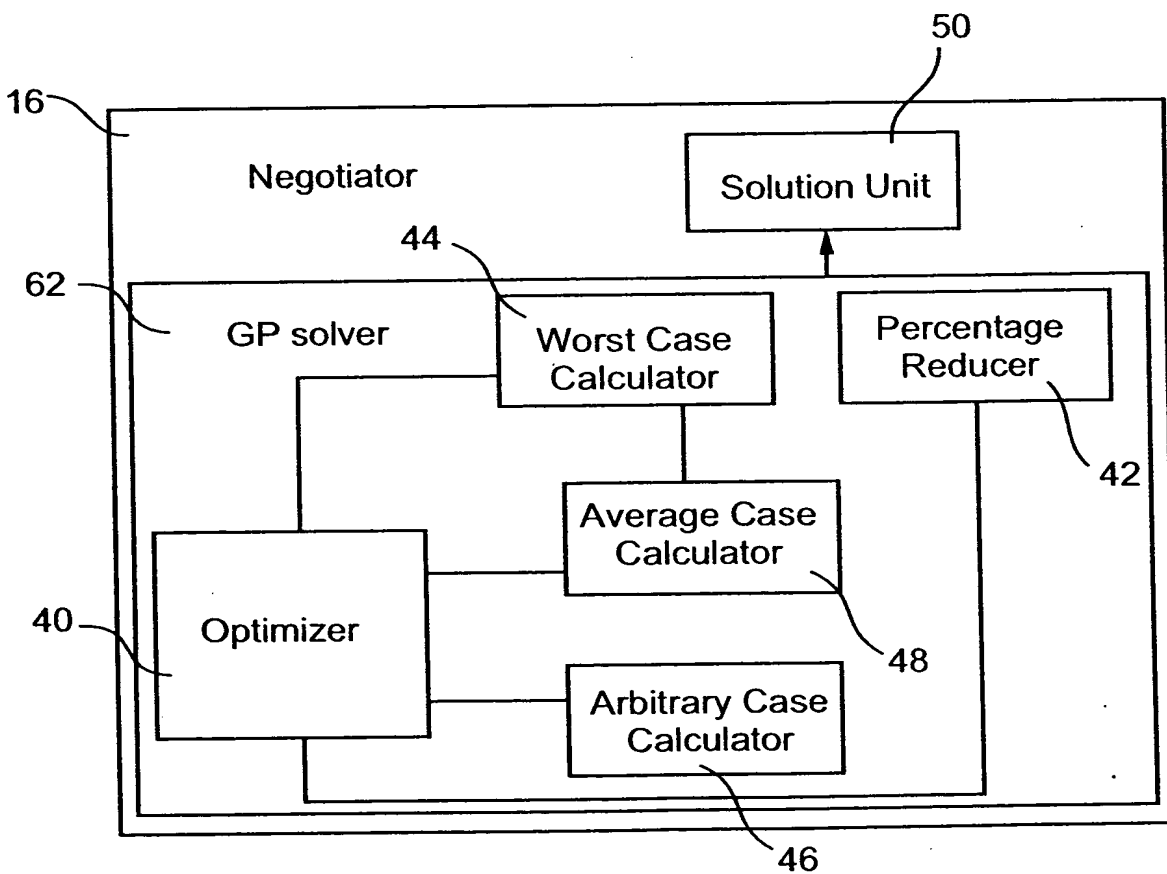 50
16
Negotiator
Solution Unit
44
62
GP solver
Worst Case
Calculator
Percentage
Reducer
42
Average Case
Calculator
40
Optimizer
48
Arbitrary Case
Calculator
46